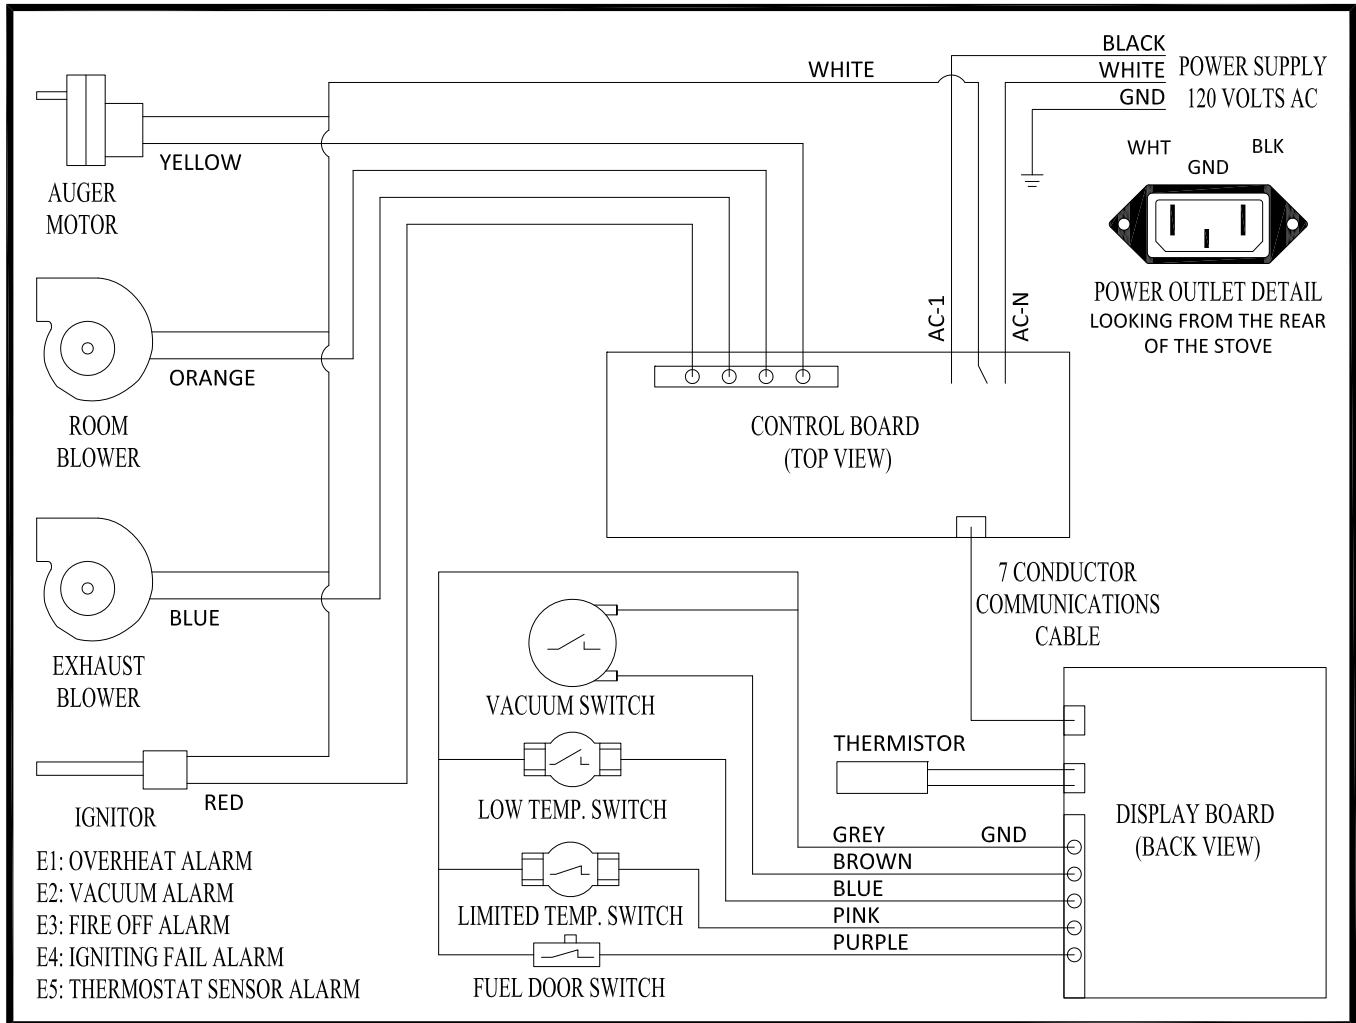 BLACK
WHITE
WHITE
GND
POWER SUPPLY
120 VOLTS AC
WHT
BLK
GND
POWER OUTLET DETAIL
LOOKING FROM THE REAR
OF THE STOVE
YELLOW
AUGER
MOTOR
AC-1
AC-N
ORANGE
ROOM
BLOWER
CONTROL BOARD
(TOP VIEW)
BLUE
EXHAUST
BLOWER
7 CONDUCTOR
COMMUNICATIONS
CABLE
VACUUM SWITCH
THERMISTOR
RED
IGNITOR
LOW TEMP. SWITCH
DISPLAY BOARD
(BACK VIEW)
GREY
GND
BROWN
BLUE
PINK
PURPLE
LIMITED TEMP. SWITCH
FUEL DOOR SWITCH
E1: OVERHEAT ALARM
E2: VACUUM ALARM
E3: FIRE OFF ALARM
E4: IGNITING FAIL ALARM
E5: THERMOSTAT SENSOR ALARM